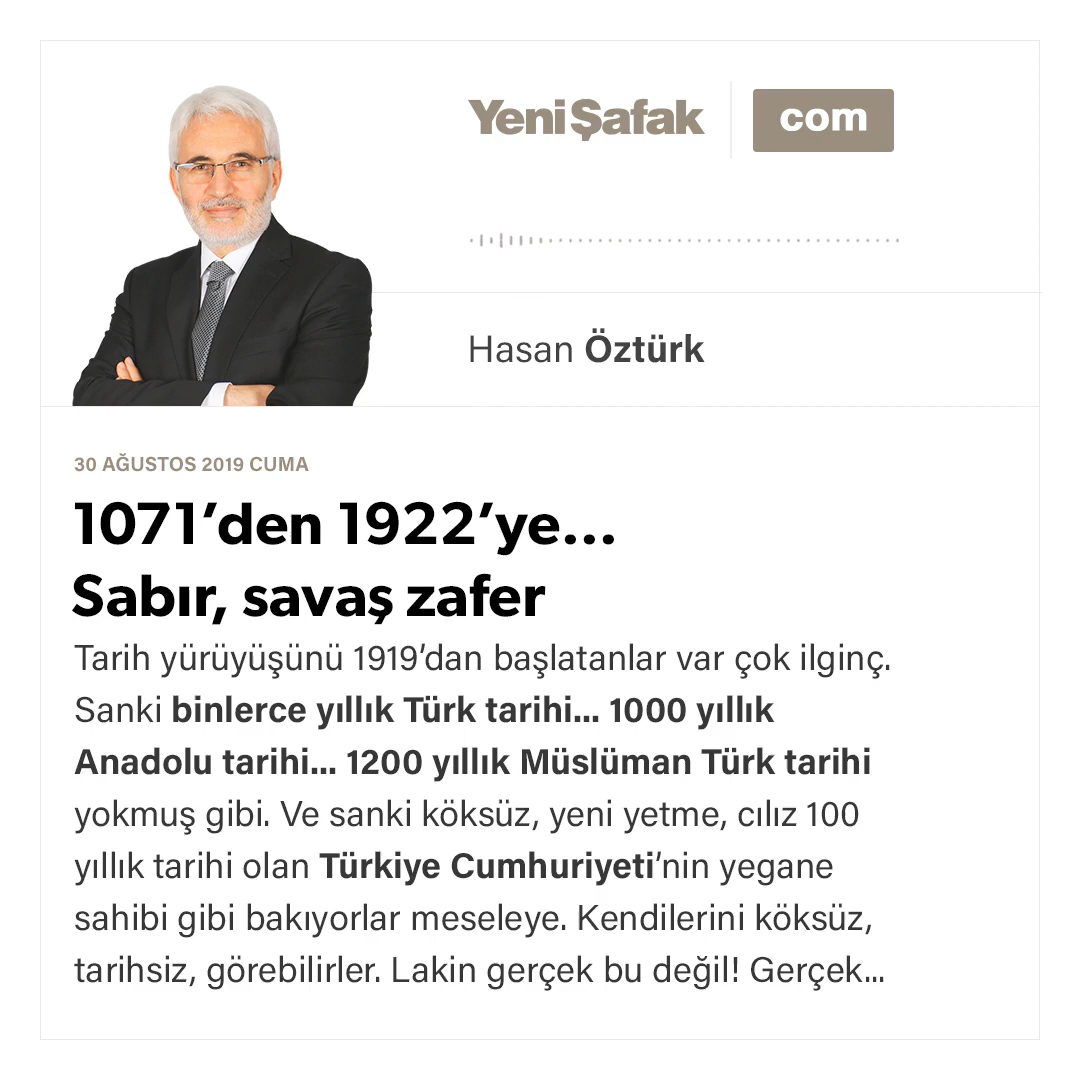 YeniŞafak com
Hasan Öztürk
30 AĞUSTOS 2019 CUMA
1071’den 1922’ye...
Sabır, savaş zafer
Tarih yürüyüşünü 1919’dan başlatanlar var çok ilginç.
Sanki binlerce yıllık Türk tarihi... 1000 yıllık
Anadolu tarihi... 1200 yıllık Müslüman Türk tarihi
yokmuş gibi. Ve sanki köksüz, yeni yetme, cılız 100
yıllık tarihi olan Türkiye Cumhuriyeti’nin yegane
sahibi gibi bakıyorlar meseleye. Kendilerini köksüz,
tarihsiz, görebilirler. Lakin gerçek bu değil! Gerçek...